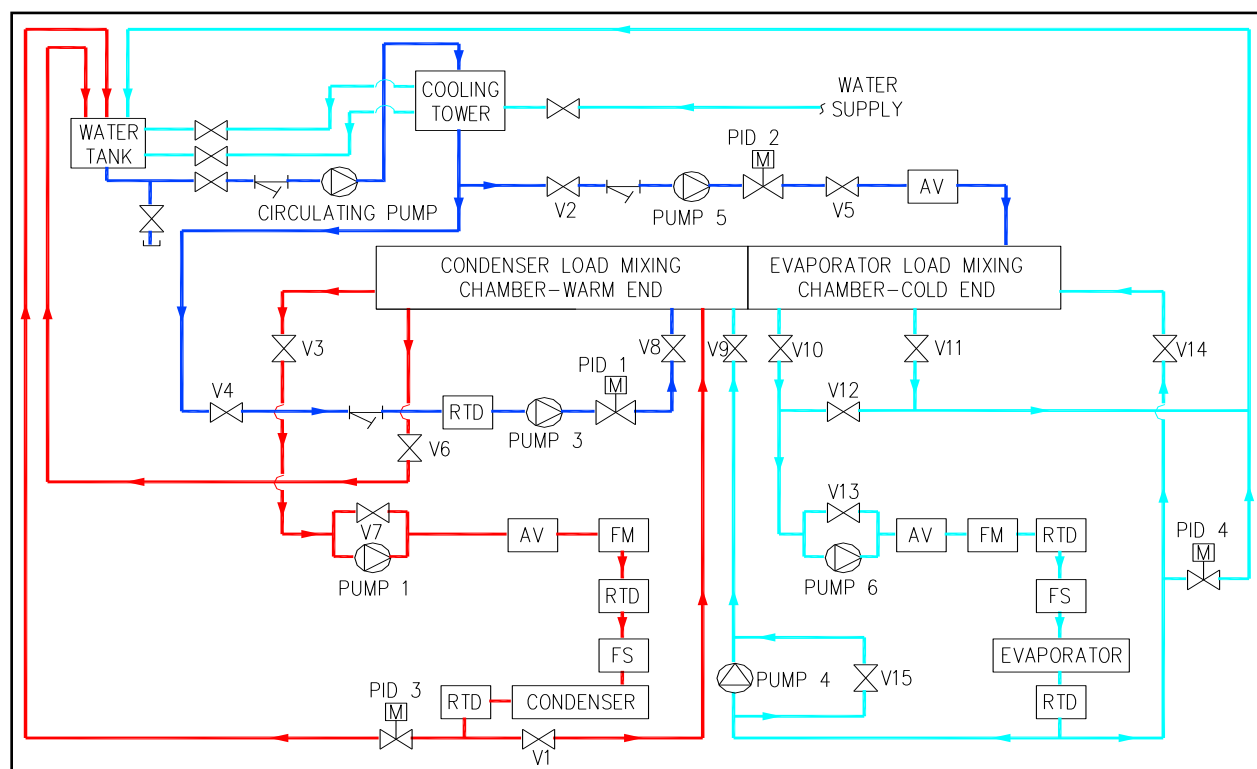 COOLING
TOWER
WATER
SUPPLY
WATER
TANK
PID 2
M
CIRCULATING PUMP
V2
PUMP 5
V5
AV
CONDENSER LOAD MIXING
CHAMBER-WARM END
EVAPORATOR LOAD MIXING
CHAMBER-COLD END
V3
V8
V9
V10
V11
V14
PID 1
M
V4
RTD
PUMP 3
V12
V6
V7
PUMP 1
AV
FM
RTD
FS
CONDENSER
RTD
PID 3
M
V1
V13
PUMP 6
AV
FM
RTD
FS
EVAPORATOR
RTD
PID 4
M
PUMP 4
V15